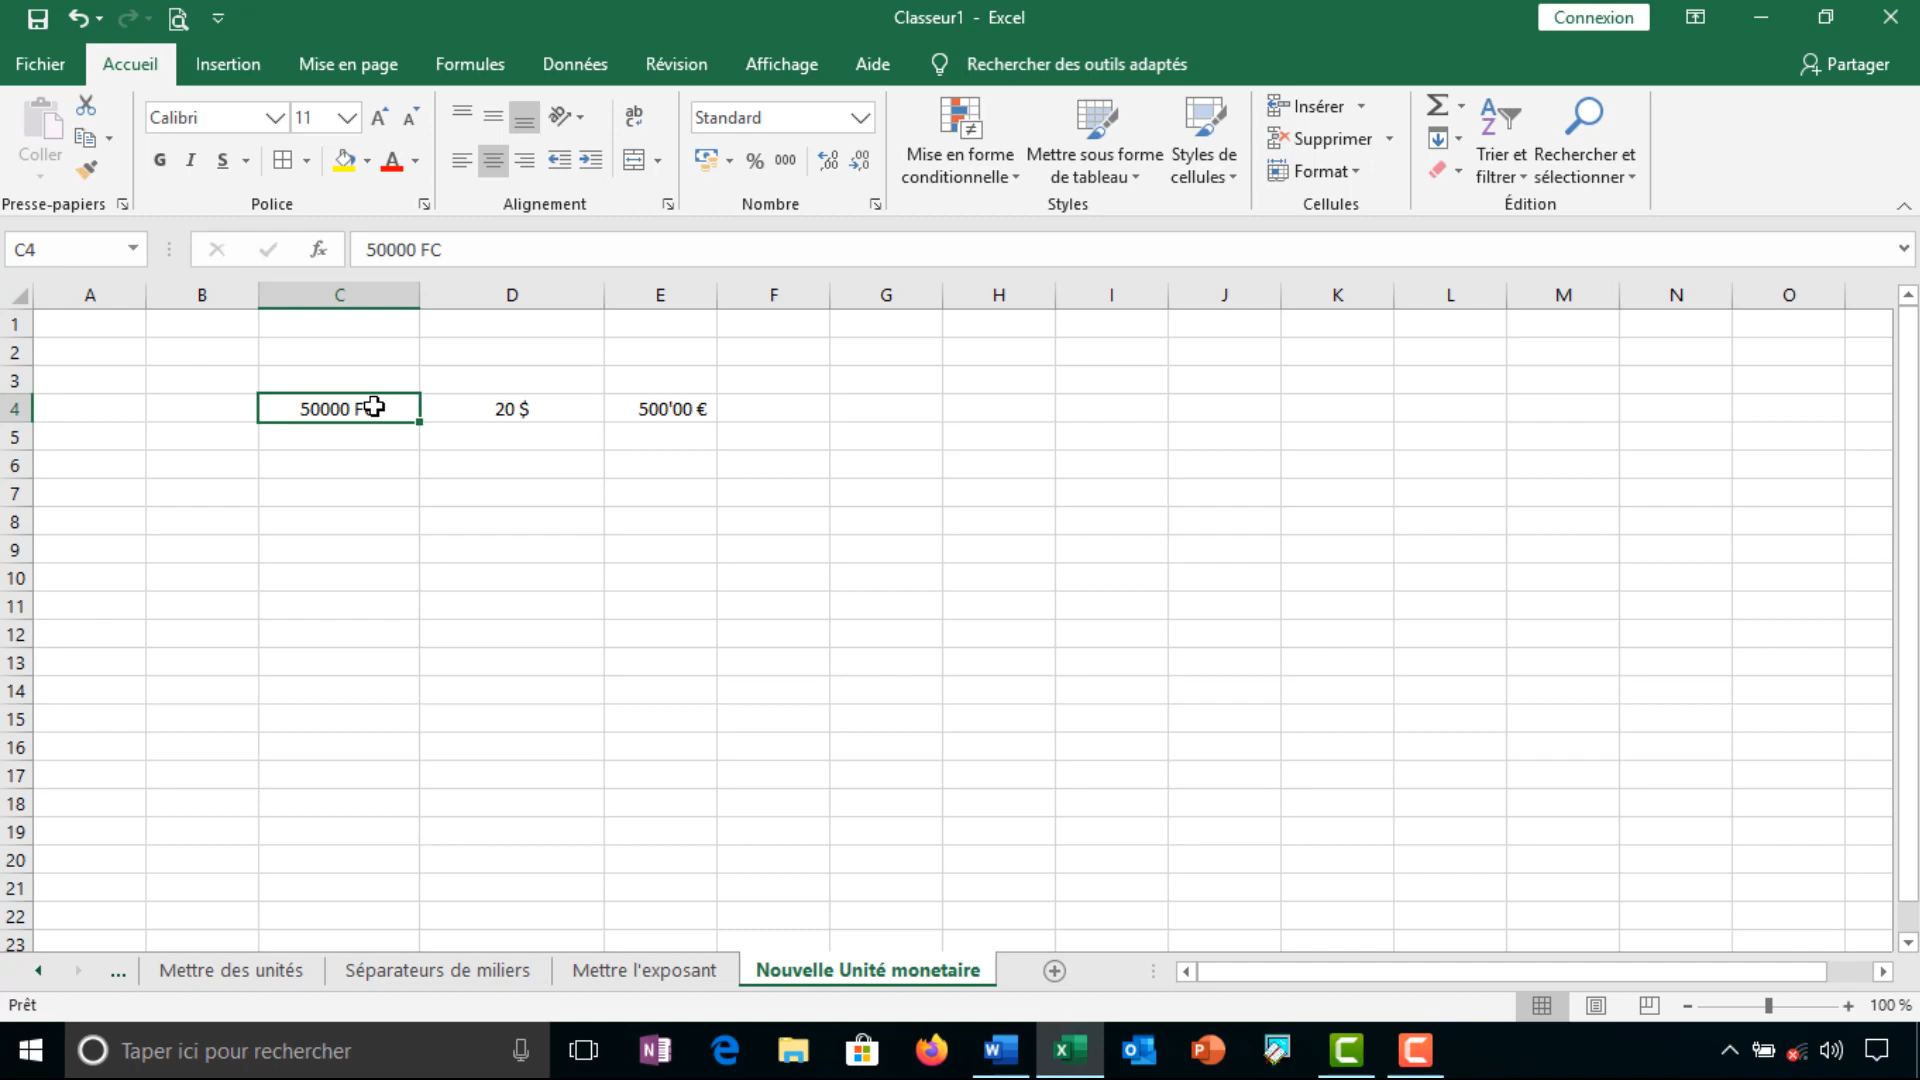 Classeur1 - Excel
Connexion
Fichier Accueil Insertion Mise en page Formules Données Révision Affichage Aide Rechercher des outils adaptés Partager
Coller
Calibri 11
Standard
G I S
% 000
Mise en forme conditionnelle
Mettre sous forme de tableau
Styles de cellules
Insérer
Supprimer
Format
Trier et filtrer
Rechercher et sélectionner
Presse-papiers Police Alignement Nombre Styles Cellules Édition
C4 fx 50000 FC
A B C D E F G H I J K L M N O
1
2
3
4 50000 F 20 $ 500'00 €
5
6
7
8
9
10
11
12
13
14
15
16
17
18
19
20
21
22
23
... Mettre des unités Séparateurs de miliers Mettre l'exposant Nouvelle Unité monetaire
Prêt 100 %
Taper ici pour rechercher